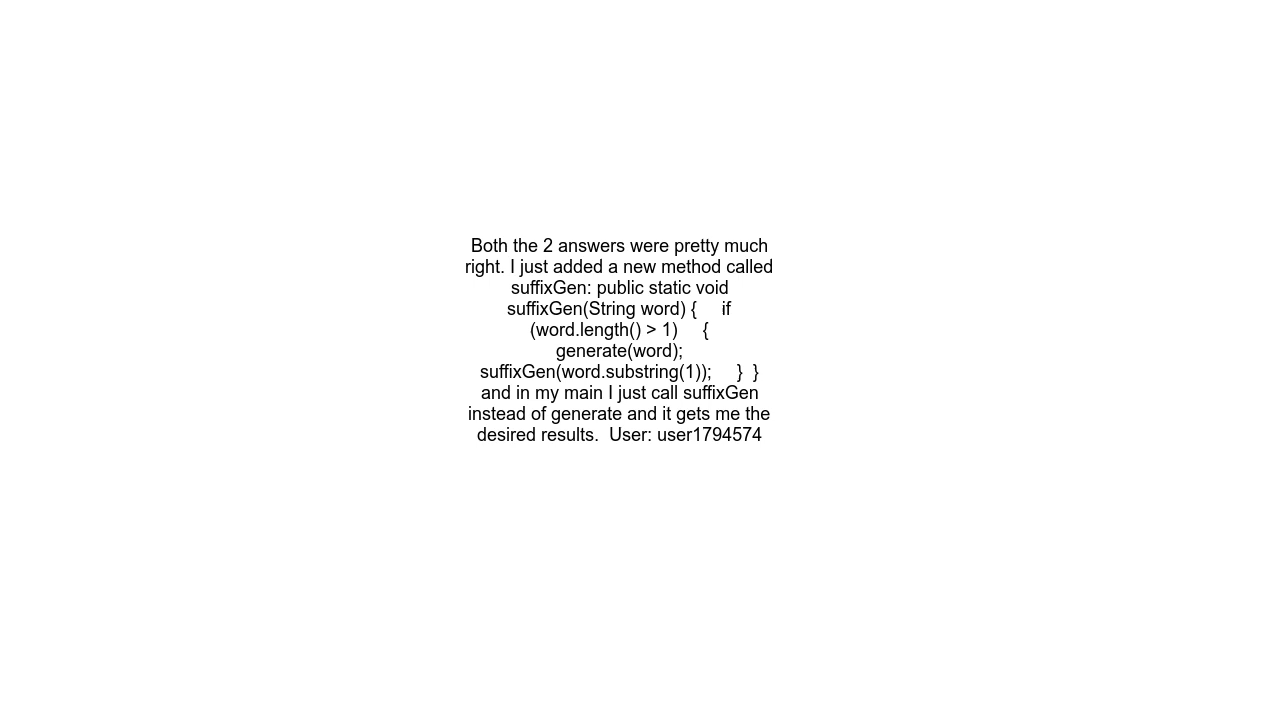 Both the 2 answers were pretty much
right. I just added a new method called
suffixGen: public static void
suffixGen(String word) {     if
(word.length() > 1)     {
generate(word);
suffixGen(word.substring(1));     }  }
and in my main I just call suffixGen
instead of generate and it gets me the
desired results.  User: user1794574